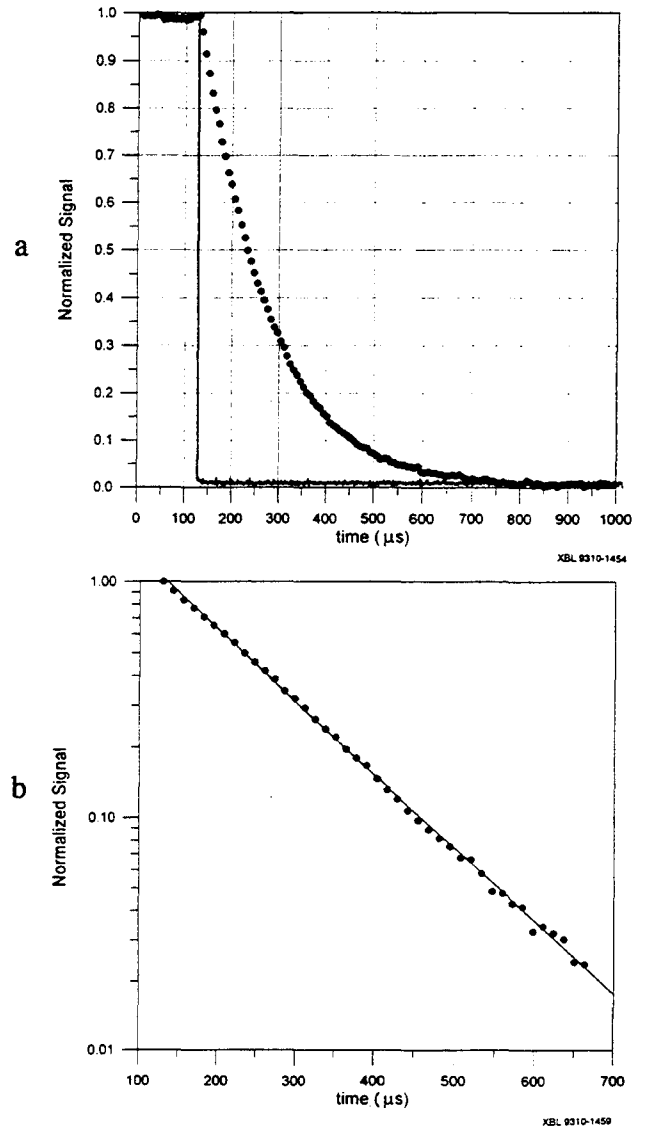 a
Normalized Signal
1.0
0.9
0.8
0.7
0.6
0.5
0.4
0.3
0.2
0.1
0.0
0 100 200 300 400 500 600 700 800 900 1000
time (µs)
XBL 9310-1454
b
Normalized Signal
1.00
0.10
0.01
100 200 300 400 500 600 700
time (µs)
XBL 9310-1459